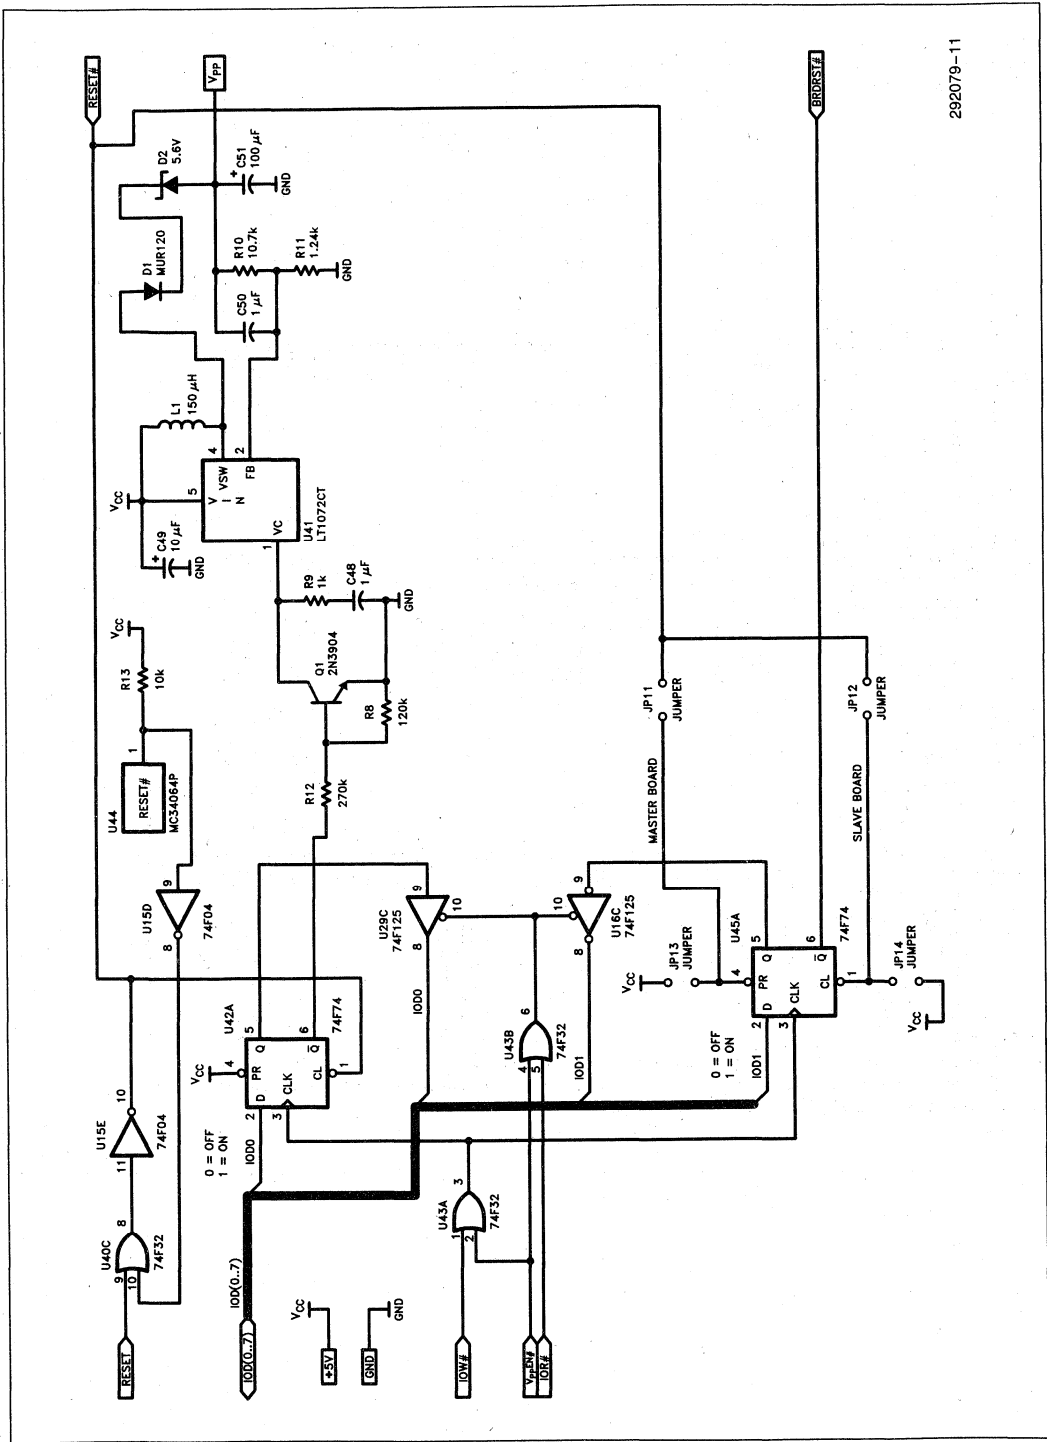 RESET#
VPP
BRDRST#
292079-11
D2
5.6V
C51
100 µF
GND
D1
MUR120
R10
10.7k
R11
1.24k
GND
C50
1 µF
L1
150 µH
VCC
5
4
2
V
I
N
VSW
FB
VC
1
U41
LT1072CT
C49
10 µF
GND
R9
1k
C48
1 µF
GND
VCC
R13
10k
Q1
2N3904
R8
120k
R12
270k
U44
RESET#
1
MC34064P
JP11
JUMPER
JP12
JUMPER
MASTER BOARD
SLAVE BOARD
U15D
9
8
74F04
U29C
74F125
9
10
8
U16C
74F125
9
10
8
U42A
74F74
VCC
4
PR
5
Q
6
Q
2
D
3
CLK
CL
1
0 = OFF
1 = ON
IOD0
IOD0
IOD1
U45A
74F74
VCC
JP13
JUMPER
4
PR
5
Q
6
Q
2
D
3
CLK
CL
1
JP14
JUMPER
VCC
0 = OFF
1 = ON
IOD1
U15E
10
11
74F04
U40C
8
9
10
74F32
U43B
6
4
5
74F32
U43A
3
1
2
74F32
IOD(0..7)
RESET
IOD(0..7)
VCC
+5V
GND
GND
IOW#
VPPEN#
IOR#